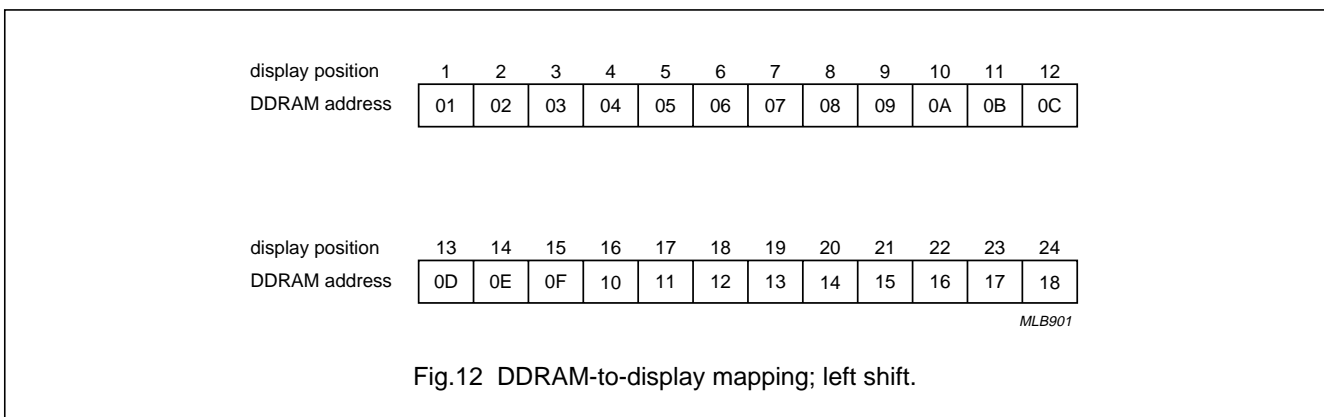 display position 1 2 3 4 5 6 7 8 9 10 11 12
DDRAM address 01 02 03 04 05 06 07 08 09 0A 0B 0C
display position 13 14 15 16 17 18 19 20 21 22 23 24
DDRAM address 0D 0E 0F 10 11 12 13 14 15 16 17 18
MLB901
Fig.12 DDRAM-to-display mapping; left shift.